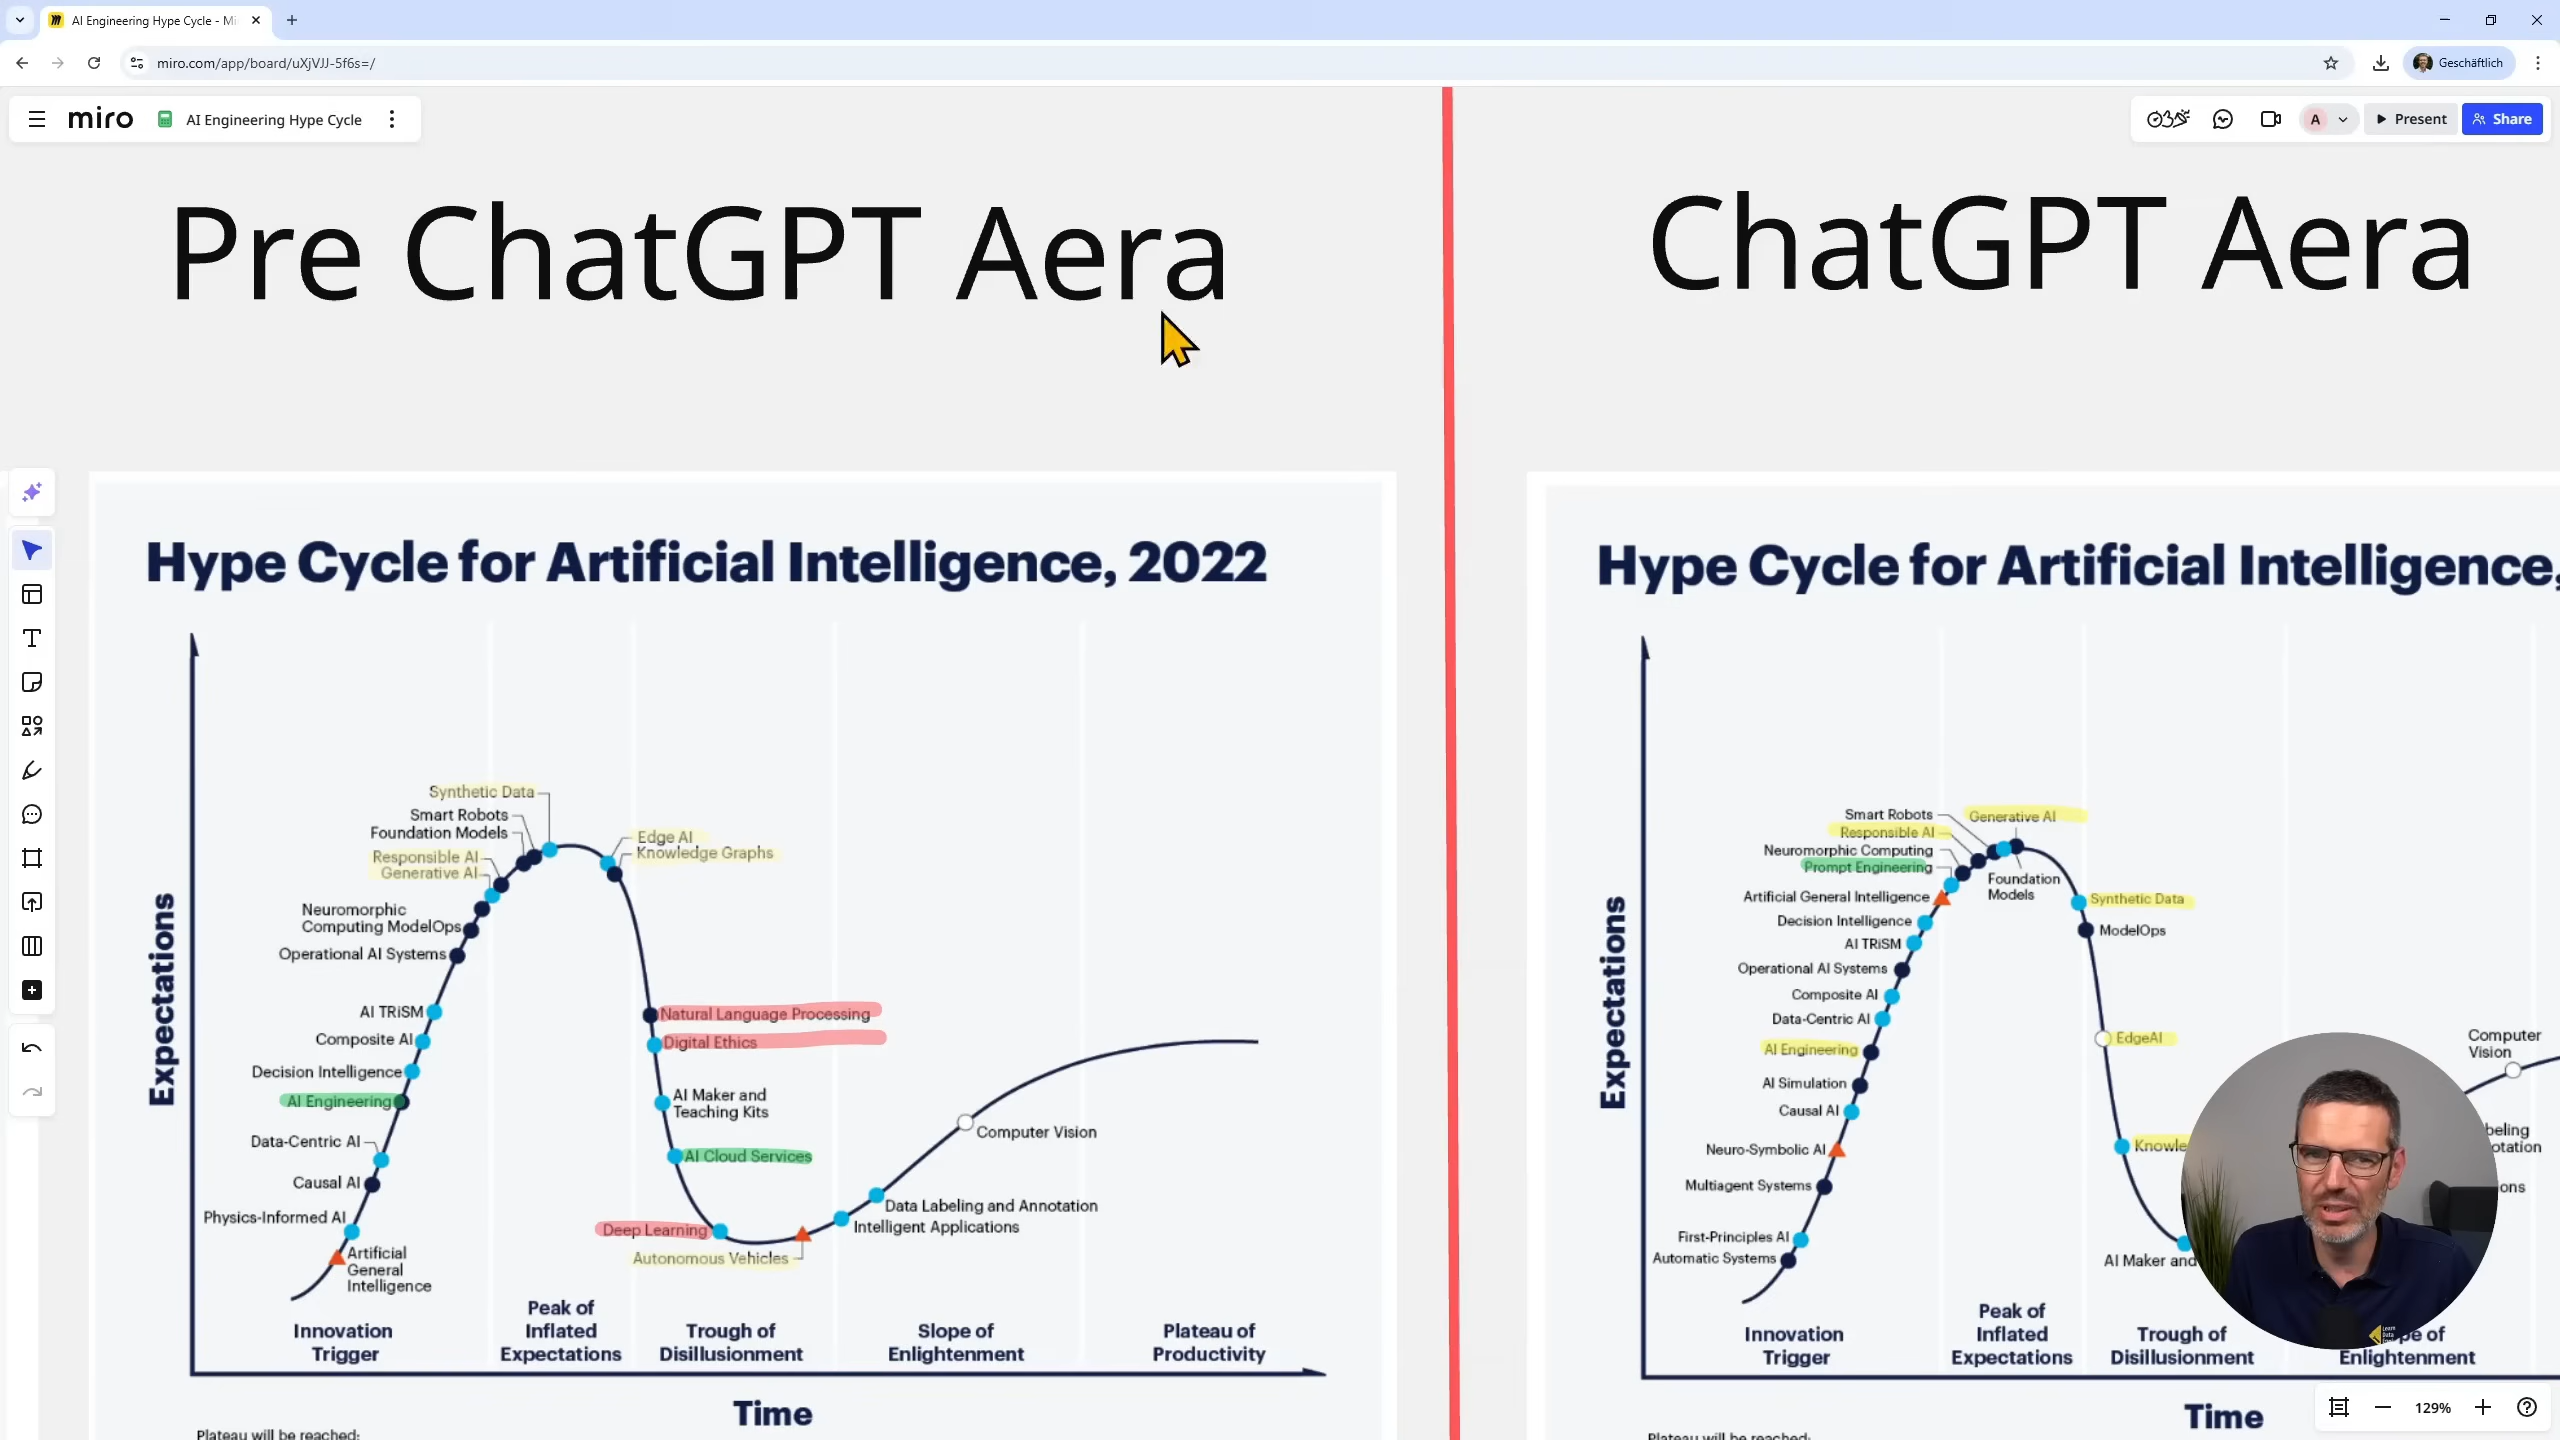 AI Engineering Hype Cycle - Mi
miro.com/app/board/uXjVJJ-5f6s=/
Geschäftlich
miro
AI Engineering Hype Cycle
A
Present
Share
Pre ChatGPT Aera
ChatGPT Aera
Hype Cycle for Artificial Intelligence, 2022
Expectations
Synthetic Data
Smart Robots
Foundation Models
Responsible AI
Generative AI
Neuromorphic
Computing ModelOps
Operational AI Systems
AI TRiSM
Composite AI
Decision Intelligence
AI Engineering
Data-Centric AI
Causal AI
Physics-Informed AI
Artificial
General
Intelligence
Edge AI
Knowledge Graphs
Natural Language Processing
Digital Ethics
AI Maker and
Teaching Kits
AI Cloud Services
Deep Learning
Autonomous Vehicles
Computer Vision
Data Labeling and Annotation
Intelligent Applications
Innovation
Trigger
Peak of
Inflated
Expectations
Trough of
Disillusionment
Slope of
Enlightenment
Plateau of
Productivity
Time
Plateau will be reached:
Hype Cycle for Artificial Intelligence,
Expectations
Smart Robots
Responsible AI
Neuromorphic Computing
Prompt Engineering
Artificial General Intelligence
Decision Intelligence
AI TRiSM
Operational AI Systems
Composite AI
Data-Centric AI
AI Engineering
AI Simulation
Causal AI
Neuro-Symbolic AI
Multiagent Systems
First-Principles AI
Automatic Systems
Generative AI
Foundation
Models
Synthetic Data
ModelOps
EdgeAI
Knowle
AI Maker and
Computer
Vision
beling
otation
ons
Innovation
Trigger
Peak of
Inflated
Expectations
Trough of
Disillusionment
pe of
Enlightenment
Time
Plateau will be reached:
Learn
Data
129%